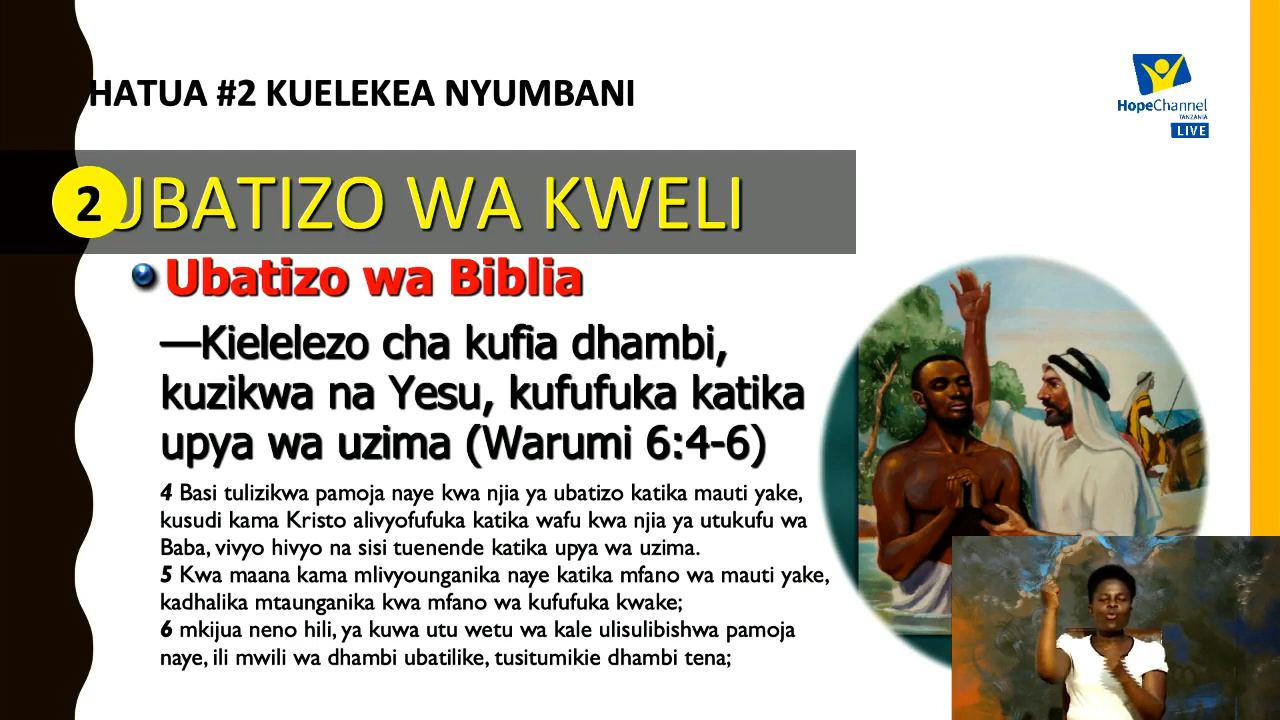 HATUA #2 KUELEKEA NYUMBANI
HopeChannel
TANZANIA
LIVE
2
UBATIZO WA KWELI
Ubatizo wa Biblia
—Kielelezo cha kufia dhambi,
kuzikwa na Yesu, kufufuka katika
upya wa uzima (Warumi 6:4-6)
4 Basi tulizikwa pamoja naye kwa njia ya ubatizo katika mauti yake,
kusudi kama Kristo alivyofufuka katika wafu kwa njia ya utukufu wa
Baba, vivyo hivyo na sisi tuenende katika upya wa uzima.
5 Kwa maana kama mlivyounganika naye katika mfano wa mauti yake,
kadhalika mtaunganika kwa mfano wa kufufuka kwake;
6 mkijua neno hili, ya kuwa utu wetu wa kale ulisulibishwa pamoja
naye, ili mwili wa dhambi ubatilike, tusitumikie dhambi tena;